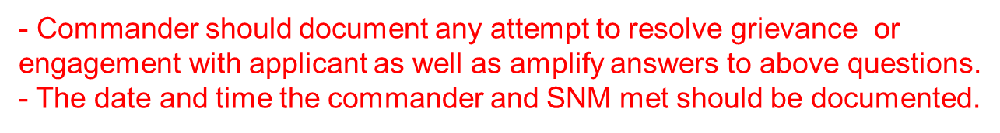 - Commander should document any attempt to resolve grievance  or
engagement with applicant as well as amplify answers to above questions.
- The date and time the commander and SNM met should be documented.